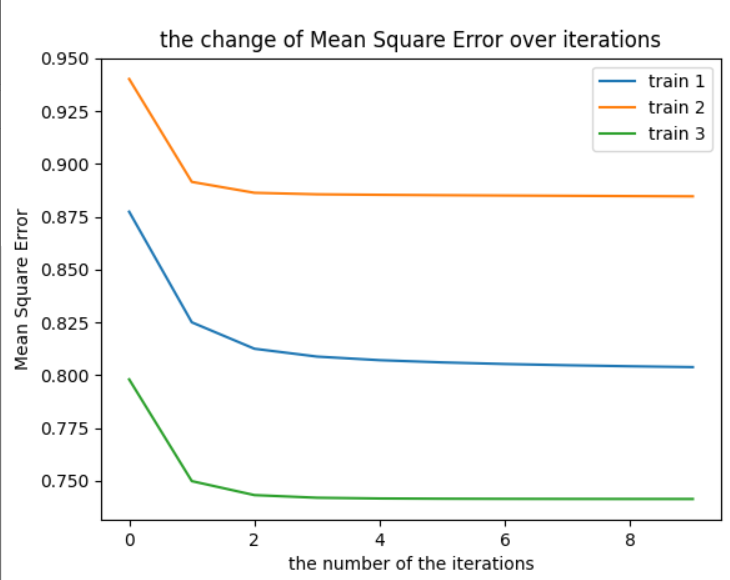 the change of Mean Square Error over iterations
0.950
0.925
0.900
0.875
0.850
0.825
0.800
0.775
0.750
Mean Square Error
train 1
train 2
train 3
0
2
4
6
8
the number of the iterations